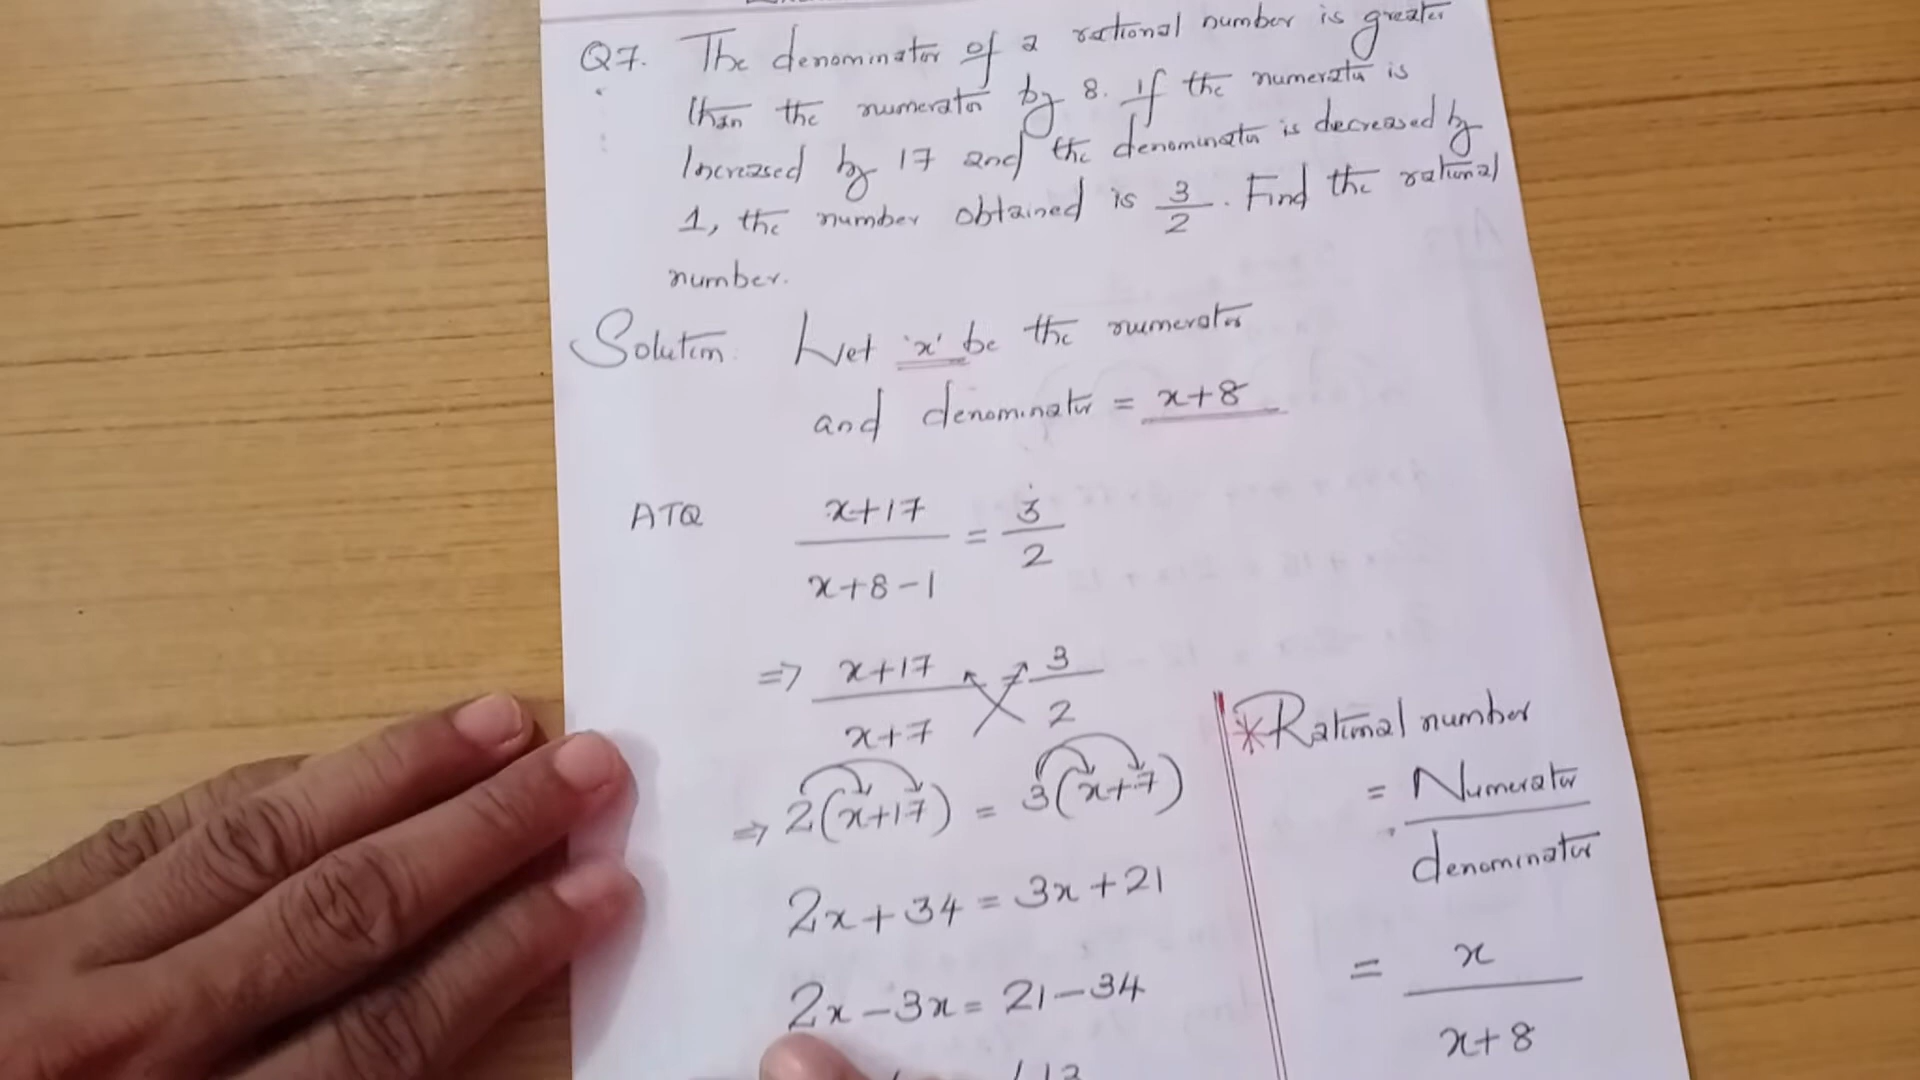 Q7. The denominator of a rational number is greater
than the numerator by 8. if the numerator is
Increased by 17 and the denominator is decreased by
1, the number obtained is 3/2. Find the rational
number.
Solution: Let 'x' be the numerator
and denominator = x+8
ATQ x+17/x+8-1 = 3/2
=> x+17/x+7 = 3/2
=> 2(x+17) = 3(x+7)
2x+34 = 3x+21
2x-3x = 21-34
*Rational number
= Numerator/denominator
= x/x+8